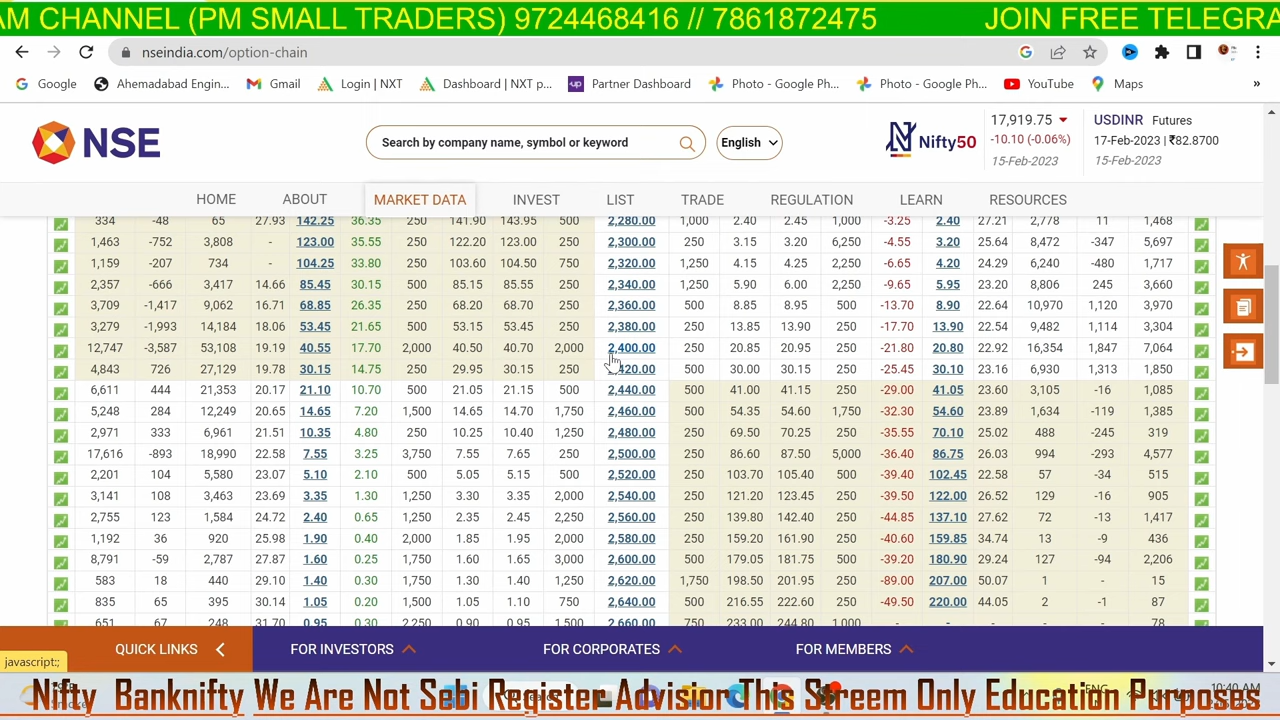 AM CHANNEL (PM SMALL TRADERS) 9724468416 // 7861872475 JOIN FREE TELEGRA
nseindia.com/option-chain
Google Ahemadabad Engin... Gmail Login | NXT Dashboard | NXT p... Partner Dashboard Photo - Google Ph... Photo - Google Ph... YouTube Maps »
NSE
Search by company name, symbol or keyword
English
Nifty50
17,919.75
-10.10 (-0.06%)
15-Feb-2023
USDINR Futures
17-Feb-2023 | ₹82.8700
15-Feb-2023
HOME ABOUT MARKET DATA INVEST LIST TRADE REGULATION LEARN RESOURCES
334 -48 65 27.93 142.25 36.35 250 141.90 143.95 500 2,280.00 1,000 2.40 2.45 1,000 -3.25 2.40 27.21 2,778 11 1,468
1,463 -752 3,808 - 123.00 35.55 250 122.20 123.00 250 2,300.00 250 3.15 3.20 6,250 -4.55 3.20 25.64 8,472 -347 5,697
1,159 -207 734 - 104.25 33.80 250 103.60 104.50 750 2,320.00 1,250 4.15 4.25 2,250 -6.65 4.20 24.29 6,240 -480 1,717
2,357 -666 3,417 14.66 85.45 30.15 250 85.15 85.55 250 2,340.00 1,250 5.90 6.00 2,250 -9.65 5.95 23.20 8,806 245 3,660
3,709 -1,417 9,062 16.71 68.85 26.35 250 68.20 68.70 250 2,360.00 500 8.85 8.95 500 -13.70 8.90 22.64 10,970 1,120 3,970
3,279 -1,993 14,184 18.06 53.45 21.65 500 53.15 53.45 250 2,380.00 250 13.85 13.90 250 -17.70 13.90 22.54 9,482 1,114 3,304
12,747 -3,587 53,108 19.19 40.55 17.70 2,000 40.50 40.70 2,000 2,400.00 250 20.85 20.95 250 -21.80 20.80 22.92 16,354 1,847 7,064
4,843 726 27,129 19.78 30.15 14.75 250 29.95 30.15 250 420.00 500 30.00 30.15 250 -25.45 30.10 23.16 6,930 1,313 1,850
6,611 444 21,353 20.17 21.10 10.70 500 21.05 21.15 500 2,440.00 500 41.00 41.15 250 -29.00 41.05 23.60 3,105 -16 1,085
5,248 284 12,249 20.65 14.65 7.20 1,500 14.65 14.70 1,750 2,460.00 500 54.35 54.60 1,750 -32.30 54.60 23.89 1,634 -119 1,385
2,971 333 6,961 21.51 10.35 4.80 250 10.25 10.40 1,250 2,480.00 250 69.50 70.25 250 -35.55 70.10 25.02 488 -245 319
17,616 -893 18,990 22.58 7.55 3.25 3,750 7.55 7.65 250 2,500.00 250 86.60 87.50 5,000 -36.40 86.75 26.03 994 -293 4,577
2,201 104 5,580 23.07 5.10 2.10 500 5.05 5.15 500 2,520.00 250 103.70 105.40 250 -39.40 102.45 22.58 57 -34 515
3,141 108 3,463 23.69 3.35 1.30 1,250 3.30 3.35 2,000 2,540.00 250 121.20 123.45 250 -39.50 122.00 26.52 129 -16 905
2,755 123 1,584 24.72 2.40 0.65 1,250 2.35 2.45 2,250 2,560.00 250 139.80 142.40 250 -44.85 137.10 27.62 72 -13 1,417
1,192 36 920 25.98 1.90 0.40 2,000 1.85 1.95 2,000 2,580.00 250 159.20 161.90 250 -40.60 159.85 34.74 13 -9 436
8,791 -59 2,787 27.87 1.60 0.25 1,750 1.60 1.65 3,000 2,600.00 250 179.05 181.75 250 -39.20 180.90 29.24 127 -94 2,206
583 18 440 29.10 1.40 0.30 1,750 1.30 1.40 1,250 2,620.00 1,750 198.50 201.95 250 -89.00 207.00 50.07 1 - 15
835 65 395 30.14 1.05 0.20 1,500 1.05 1.10 750 2,640.00 500 216.55 222.60 250 -49.50 220.00 44.05 2 -1 87
651 67 248 31.70 0.95 0.30 2,250 0.90 0.95 1,500 2,660.00 750 233.00 244.80 1,000 - - - - - 78
QUICK LINKS FOR INVESTORS FOR CORPORATES FOR MEMBERS
javascript:;
Nifty Banknifty We Are Not Sabi Register Advisior This Streem Only Education Purposes
ENG 10:40 AM